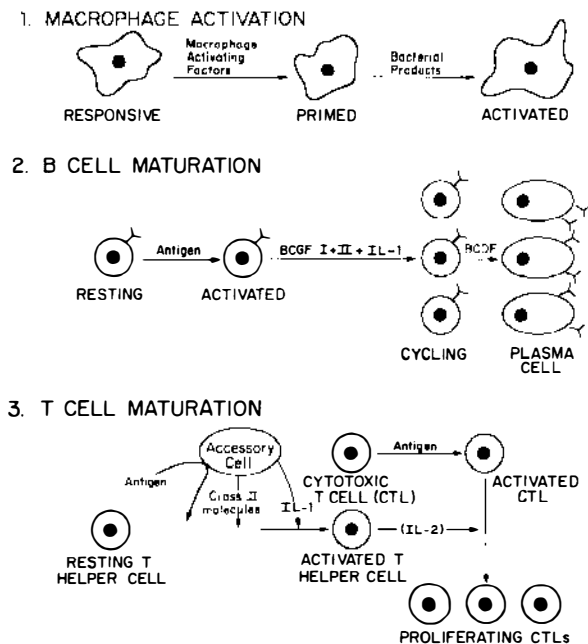 1. MACROPHAGE ACTIVATION
Macrophage
Activating
Factors
Bacterial
Products
RESPONSIVE
PRIMED
ACTIVATED
2. B CELL MATURATION
Antigen
BCGF I+II + IL-1
BCDF
RESTING
ACTIVATED
CYCLING
PLASMA
CELL
3. T CELL MATURATION
Accessory
Cell
Antigen
Class II
molecules
IL-1
Antigen
CYTOTOXIC
T CELL (CTL)
ACTIVATED
CTL
(IL-2)
RESTING T
HELPER CELL
ACTIVATED T
HELPER CELL
PROLIFERATING CTLs